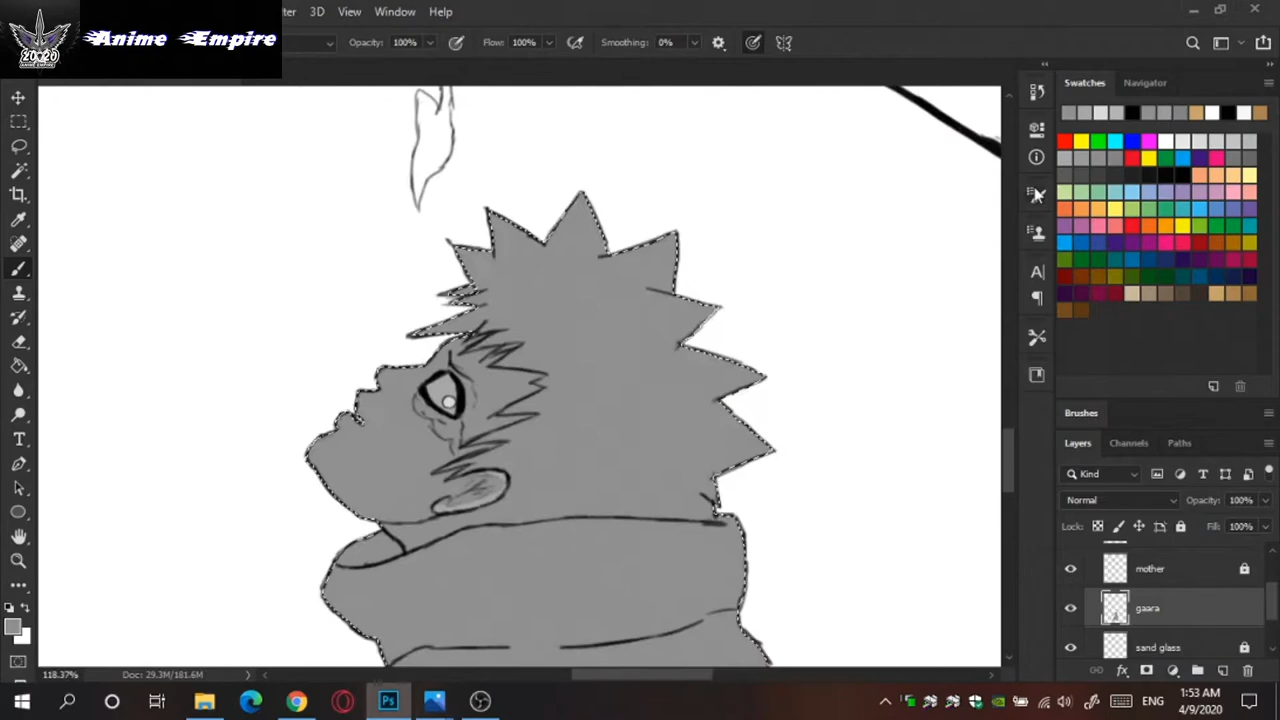 Anime Empire
2020
ANIME EMPIRE
3D View Window Help
Opacity: 100% Flow: 100% Smoothing: 0%
Swatches Navigator
Brushes
Layers Channels Paths
Kind
Normal Opacity: 100%
Lock: Fill: 100%
mother
gaara
sand glass
118.37% Doc: 29.3M/181.6M
ENG 1:53 AM
4/9/2020